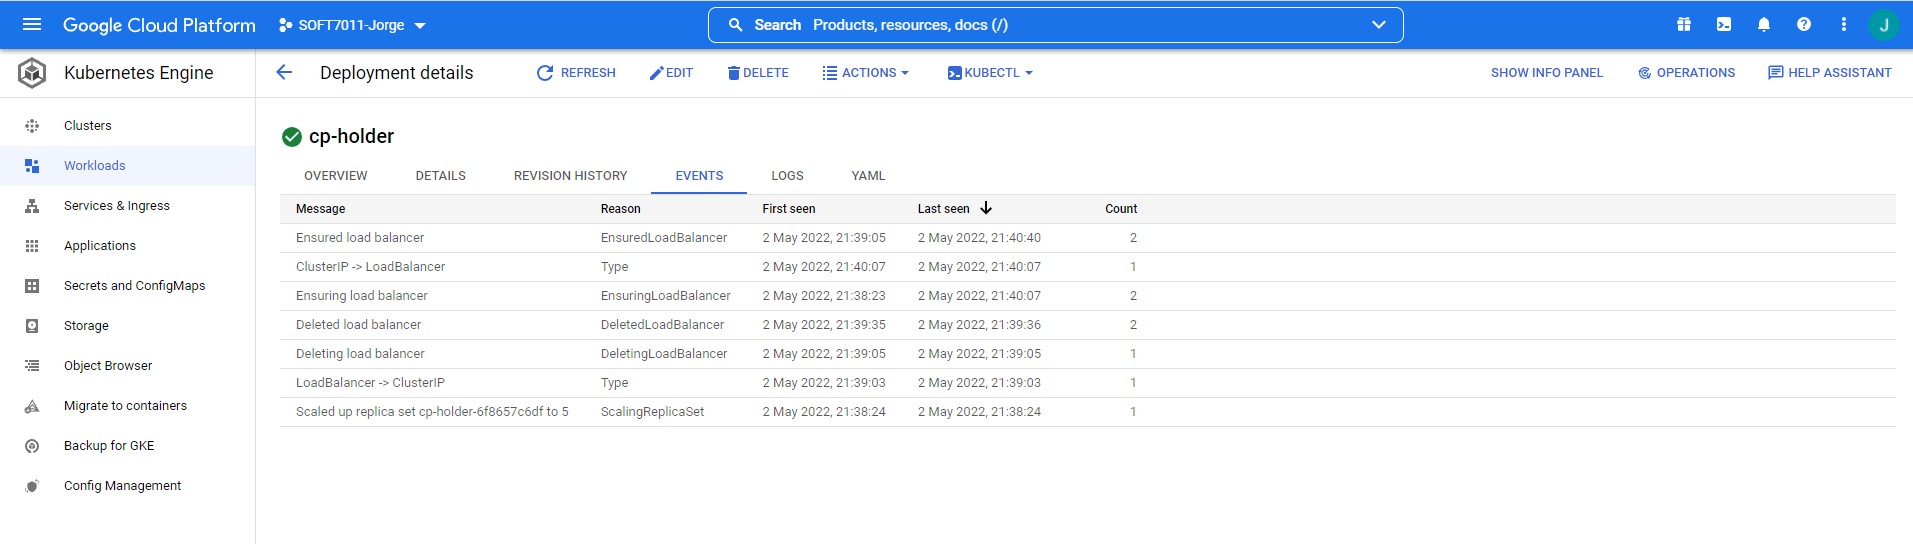 Google Cloud Platform SOFT7011-Jorge Search Products, resources, docs (/) J
Kubernetes Engine Deployment details REFRESH EDIT DELETE ACTIONS KUBECTL SHOW INFO PANEL OPERATIONS HELP ASSISTANT
Clusters
Workloads
Services & Ingress
Applications
Secrets and ConfigMaps
Storage
Object Browser
Migrate to containers
Backup for GKE
Config Management
cp-holder
OVERVIEW DETAILS REVISION HISTORY EVENTS LOGS YAML
Message Reason First seen Last seen Count
Ensured load balancer EnsuredLoadBalancer 2 May 2022, 21:39:05 2 May 2022, 21:40:40 2
ClusterIP -> LoadBalancer Type 2 May 2022, 21:40:07 2 May 2022, 21:40:07 1
Ensuring load balancer EnsuringLoadBalancer 2 May 2022, 21:38:23 2 May 2022, 21:40:07 2
Deleted load balancer DeletedLoadBalancer 2 May 2022, 21:39:35 2 May 2022, 21:39:36 2
Deleting load balancer DeletingLoadBalancer 2 May 2022, 21:39:05 2 May 2022, 21:39:05 1
LoadBalancer -> ClusterIP Type 2 May 2022, 21:39:03 2 May 2022, 21:39:03 1
Scaled up replica set cp-holder-6f8657c6df to 5 ScalingReplicaSet 2 May 2022, 21:38:24 2 May 2022, 21:38:24 1